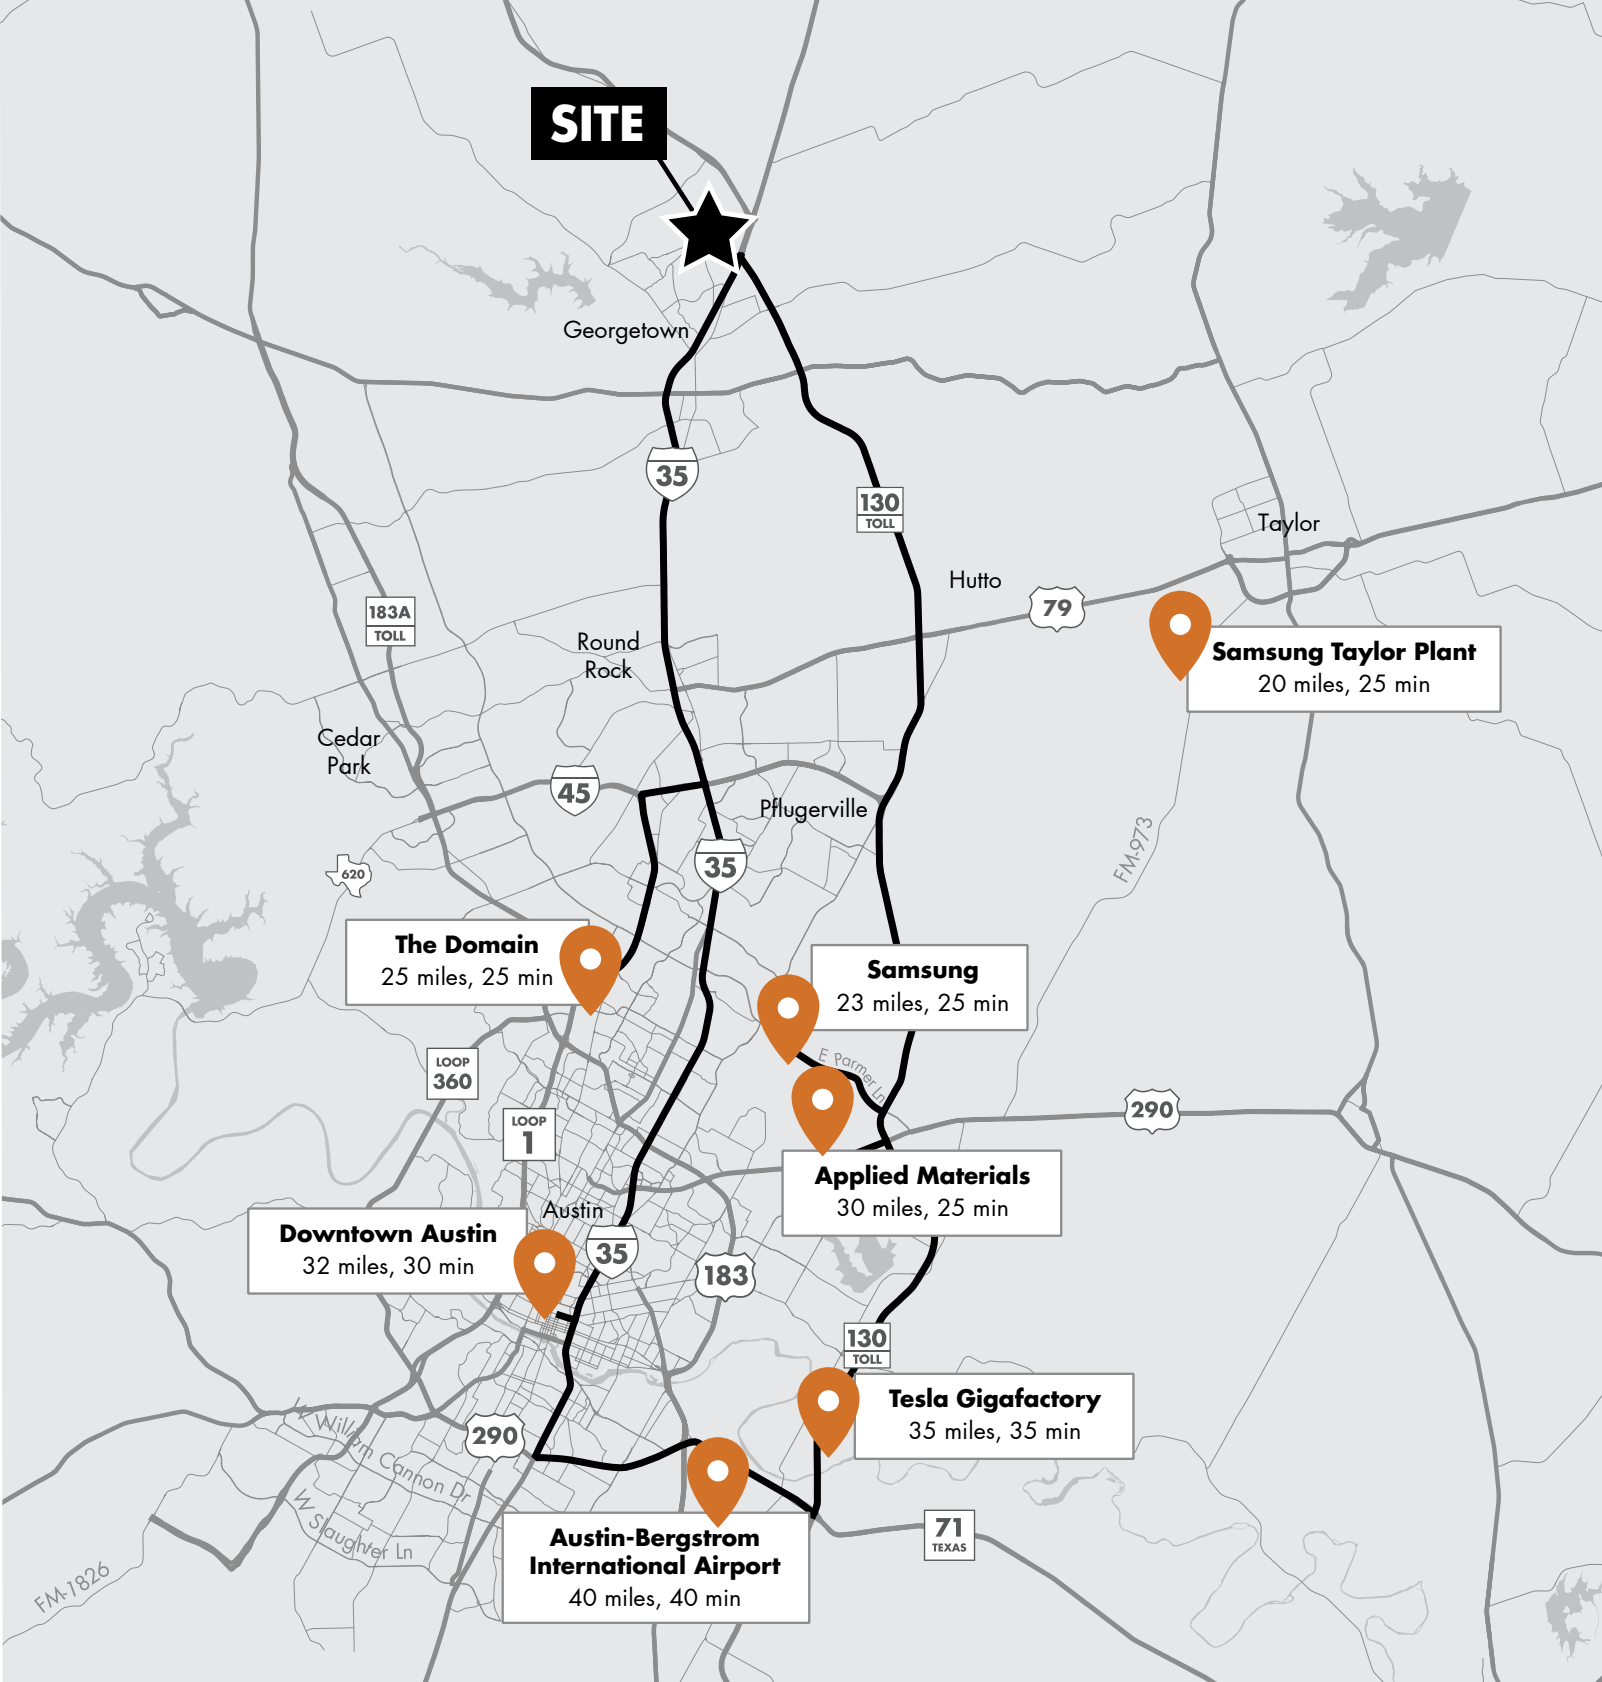 SITE
Georgetown
35
130
TOLL
Taylor
Hutto
79
183A
TOLL
Round
Rock
Samsung Taylor Plant
20 miles, 25 min
Cedar
Park
45
Pflugerville
35
620
FM-973
The Domain
25 miles, 25 min
Samsung
23 miles, 25 min
E Parmer Ln
LOOP
360
LOOP
1
290
Applied Materials
30 miles, 25 min
Austin
Downtown Austin
32 miles, 30 min
35
183
130
TOLL
Tesla Gigafactory
35 miles, 35 min
W William Cannon Dr
290
W Slaughter Ln
71
TEXAS
Austin-Bergstrom
International Airport
40 miles, 40 min
FM-1826